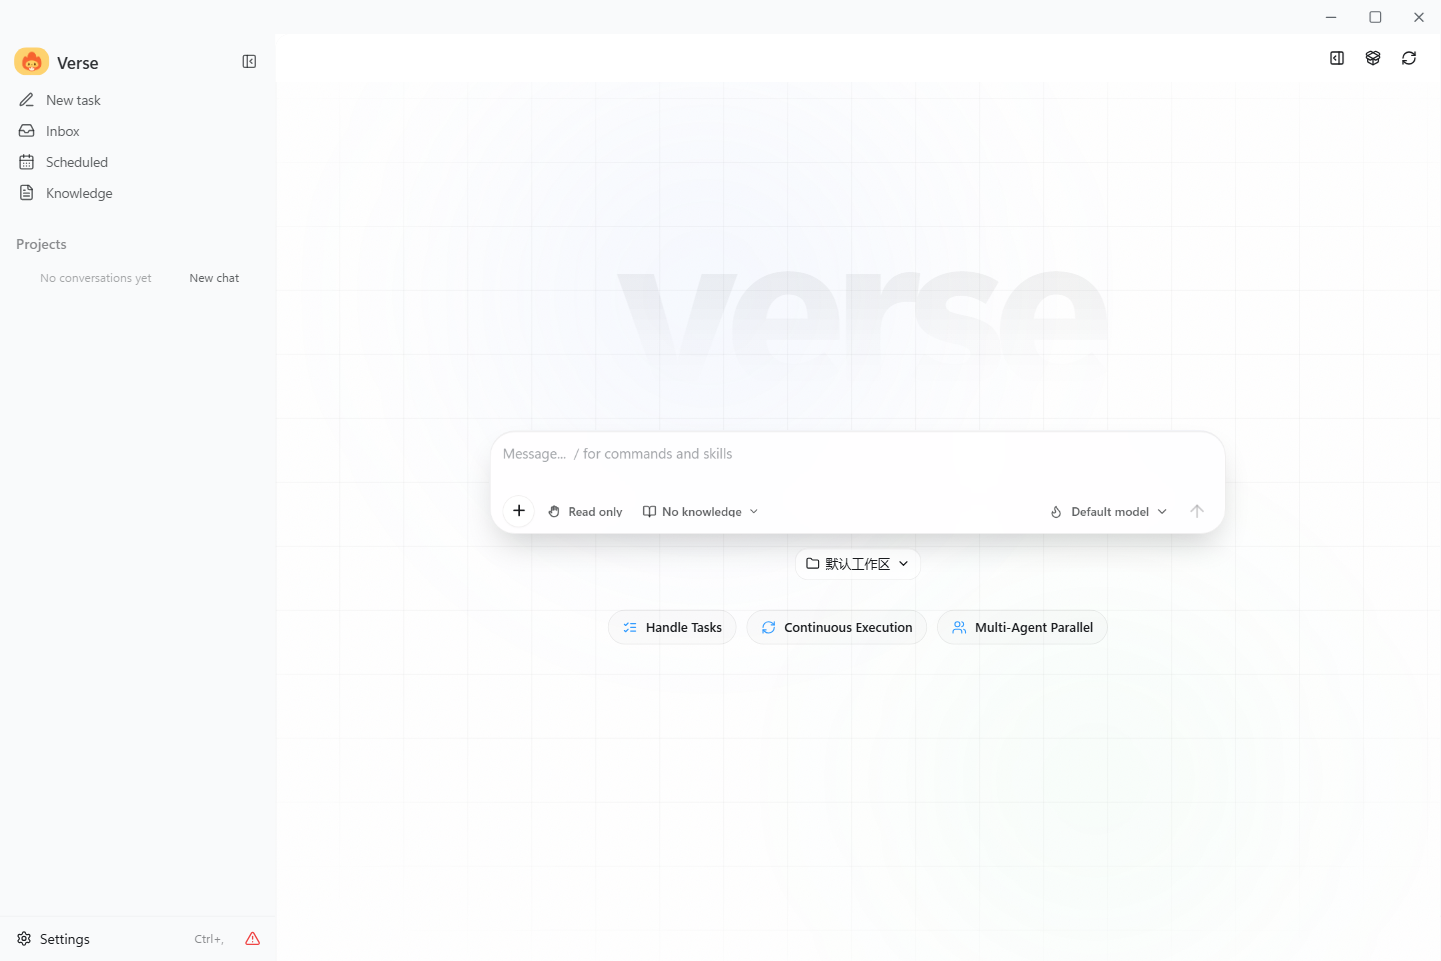 Verse
New task
Inbox
Scheduled
Knowledge
Projects
No conversations yet
New chat
verse
Message... / for commands and skills
Read only
No knowledge
Default model
默认工作区
Handle Tasks
Continuous Execution
Multi-Agent Parallel
Settings
Ctrl+,